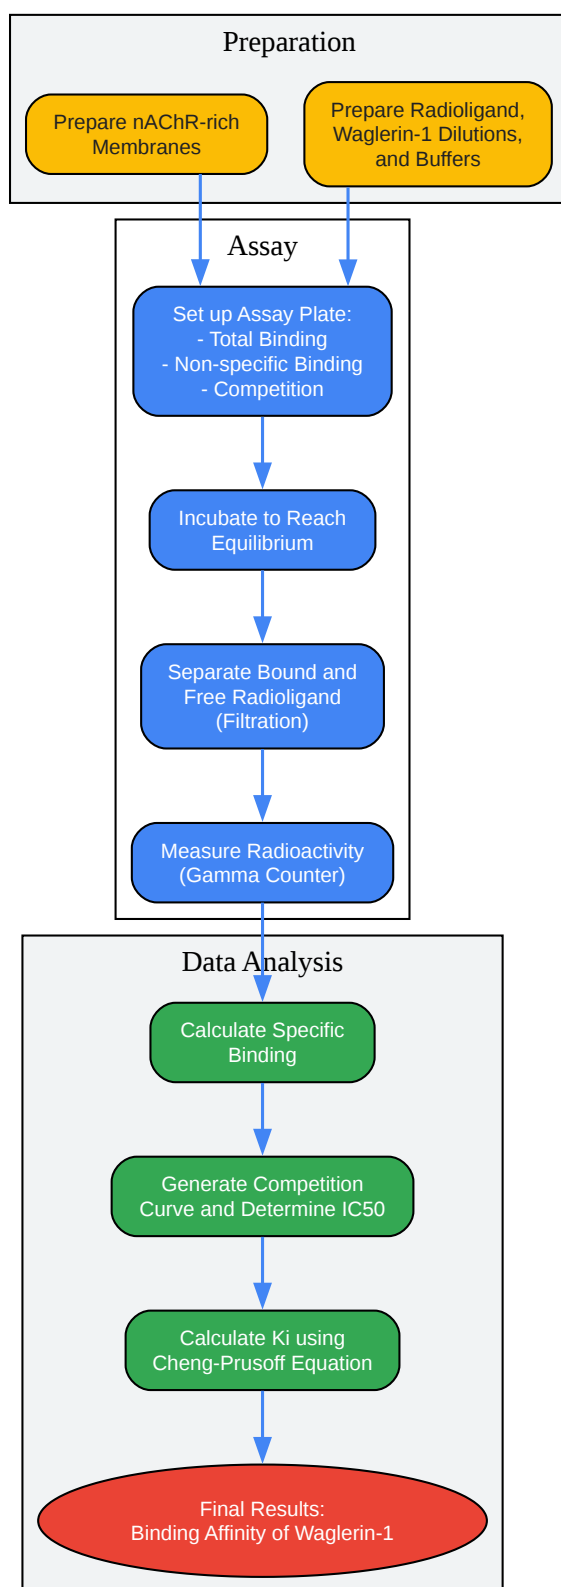 Preparation
Prepare nAChR-rich
Membranes
Prepare Radioligand,
Waglerin-1 Dilutions,
and Buffers
Assay
Set up Assay Plate:
- Total Binding
- Non-specific Binding
- Competition
Incubate to Reach
Equilibrium
Separate Bound and
Free Radioligand
(Filtration)
Measure Radioactivity
(Gamma Counter)
Data Analysis
Calculate Specific
Binding
Generate Competition
Curve and Determine IC50
Calculate Ki using
Cheng-Prusoff Equation
Final Results:
Binding Affinity of Waglerin-1